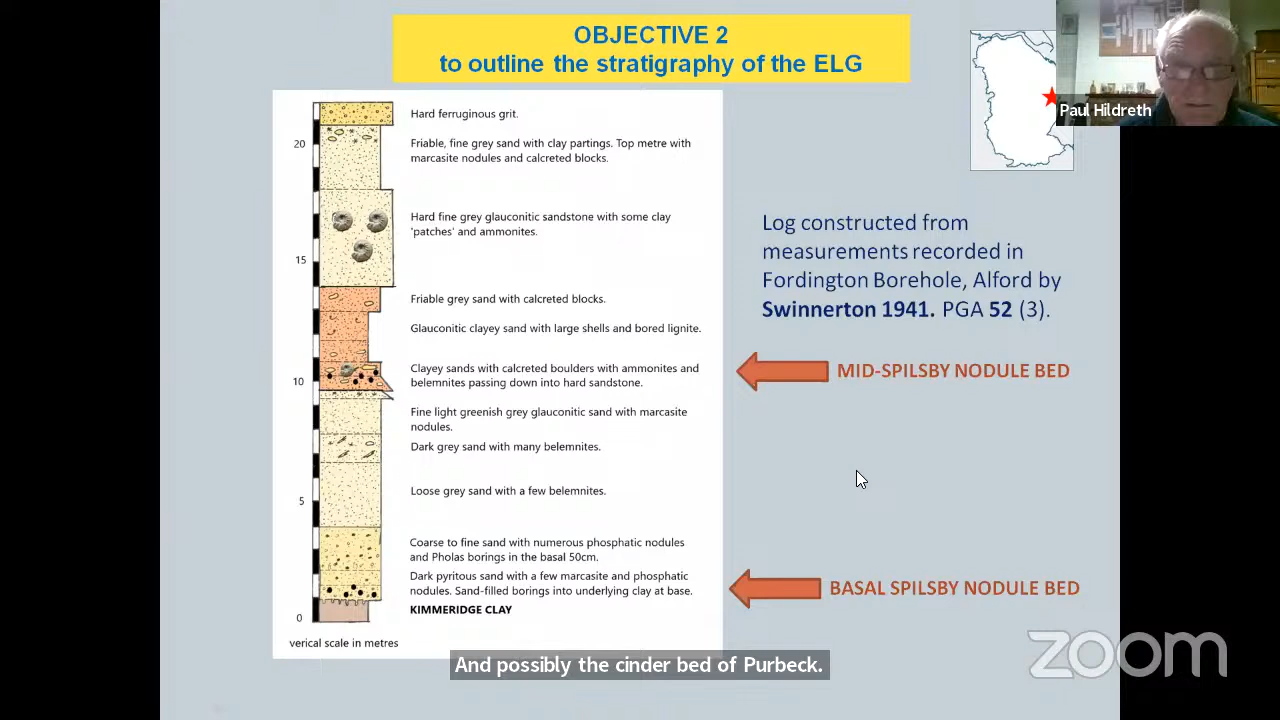 OBJECTIVE 2
to outline the stratigraphy of the ELG
Paul Hildreth
Hard ferruginous grit.
20
Friable, fine grey sand with clay partings. Top metre with
marcasite nodules and calcreted blocks.
Hard fine grey glauconitic sandstone with some clay
'patches' and ammonites.
15
Friable grey sand with calcreted blocks.
Glauconitic clayey sand with large shells and bored lignite.
Clayey sands with calcreted boulders with ammonites and
10
belemnites passing down into hard sandstone.
Fine light greenish grey glauconitic sand with marcasite
nodules.
Dark grey sand with many belemnites.
Loose grey sand with a few belemnites.
5
Coarse to fine sand with numerous phosphatic nodules
and Pholas borings in the basal 50cm.
Dark pyritous sand with a few marcasite and phosphatic
nodules. Sand-filled borings into underlying clay at base.
KIMMERIDGE CLAY
0
verical scale in metres
Log constructed from
measurements recorded in
Fordington Borehole, Alford by
Swinnerton 1941. PGA 52 (3).
MID-SPILSBY NODULE BED
BASAL SPILSBY NODULE BED
And possibly the cinder bed of Purbeck.
zoom